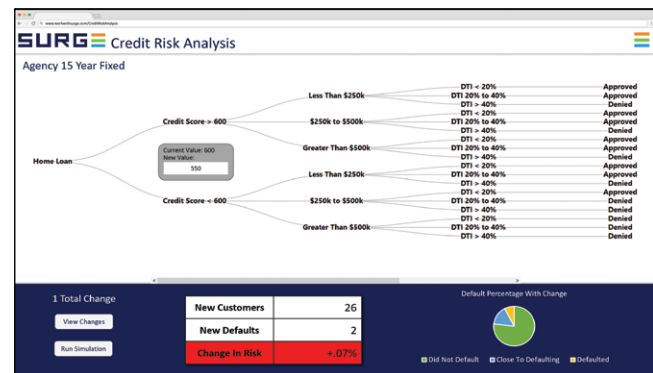 www.workwithsurge.com/CreditRiskAnalysis
SURGE Credit Risk Analysis
Agency 15 Year Fixed
Home Loan
Credit Score > 600
Current Value: 600
New Value:
550
Credit Score < 600
Less Than $250k
$250k to $500k
Greater Than $500k
Less Than $250k
$250k to $500k
Greater Than $500k
DTI < 20% Approved
DTI 20% to 40% Approved
DTI > 40% Denied
DTI < 20% Approved
DTI 20% to 40% Approved
DTI > 40% Denied
DTI < 20% Approved
DTI 20% to 40% Approved
DTI > 40% Denied
DTI < 20% Approved
DTI 20% to 40% Approved
DTI > 40% Denied
DTI < 20% Approved
DTI 20% to 40% Denied
DTI > 40% Denied
DTI < 20% Denied
DTI 20% to 40% Denied
DTI > 40% Denied
1 Total Change
View Changes
Run Simulation
New Customers 26
New Defaults 2
Change In Risk +.07%
Default Percentage With Change
Did Not Default Close To Defaulting Defaulted